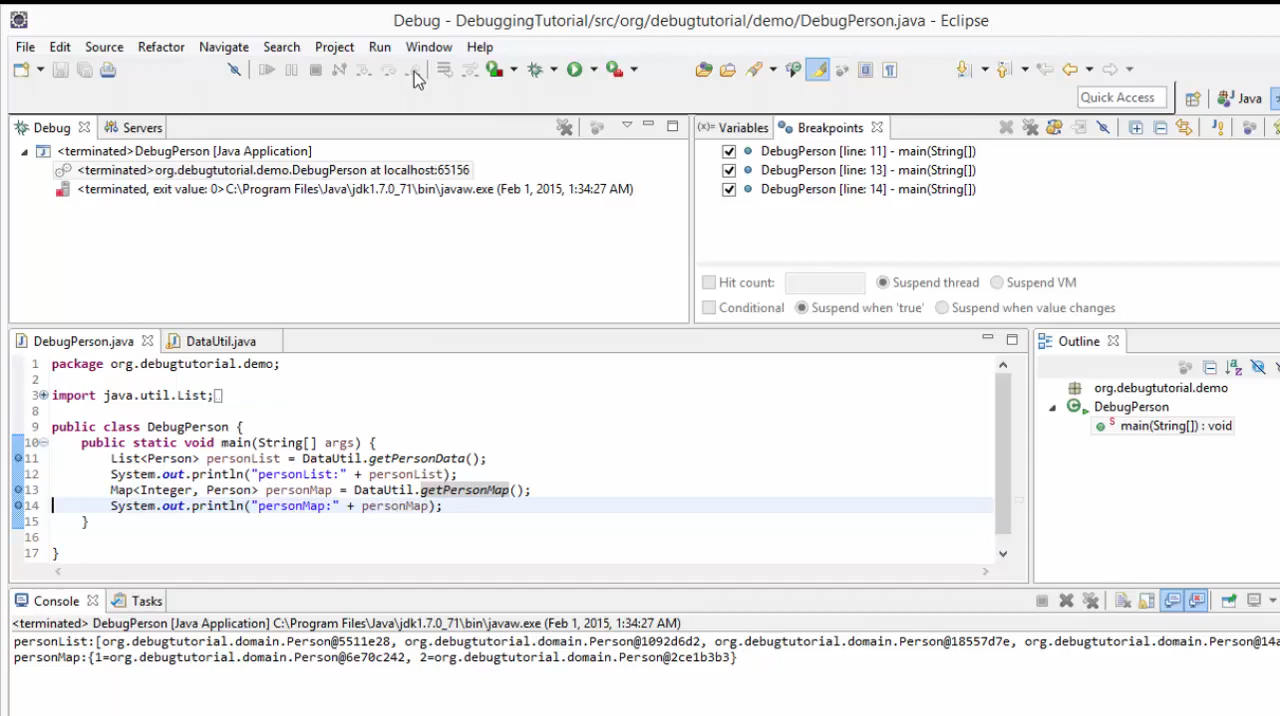 Debug - DebuggingTutorial/src/org/debugtutorial/demo/DebugPerson.java - Eclipse
File Edit Source Refactor Navigate Search Project Run Window Help
Quick Access
Java
Debug Servers
<terminated>DebugPerson [Java Application]
<terminated>org.debugtutorial.demo.DebugPerson at localhost:65156
<terminated, exit value: 0>C:\Program Files\Java\jdk1.7.0_71\bin\javaw.exe (Feb 1, 2015, 1:34:27 AM)
(x)= Variables Breakpoints
DebugPerson [line: 11] - main(String[])
DebugPerson [line: 13] - main(String[])
DebugPerson [line: 14] - main(String[])
Hit count: Suspend thread Suspend VM
Conditional Suspend when 'true' Suspend when value changes
DebugPerson.java DataUtil.java
1 package org.debugtutorial.demo;
2
3 import java.util.List;
8
9 public class DebugPerson {
10 public static void main(String[] args) {
11 List<Person> personList = DataUtil.getPersonData();
12 System.out.println("personList:" + personList);
13 Map<Integer, Person> personMap = DataUtil.getPersonMap();
14 System.out.println("personMap:" + personMap);
15 }
16
17 }
Outline
org.debugtutorial.demo
DebugPerson
main(String[]) : void
Console Tasks
<terminated> DebugPerson [Java Application] C:\Program Files\Java\jdk1.7.0_71\bin\javaw.exe (Feb 1, 2015, 1:34:27 AM)
personList:[org.debugtutorial.domain.Person@5511e28, org.debugtutorial.domain.Person@1092d6d2, org.debugtutorial.domain.Person@18557d7e, org.debugtutorial.domain.Person@14a
personMap:{1=org.debugtutorial.domain.Person@6e70c242, 2=org.debugtutorial.domain.Person@2ce1b3b3}